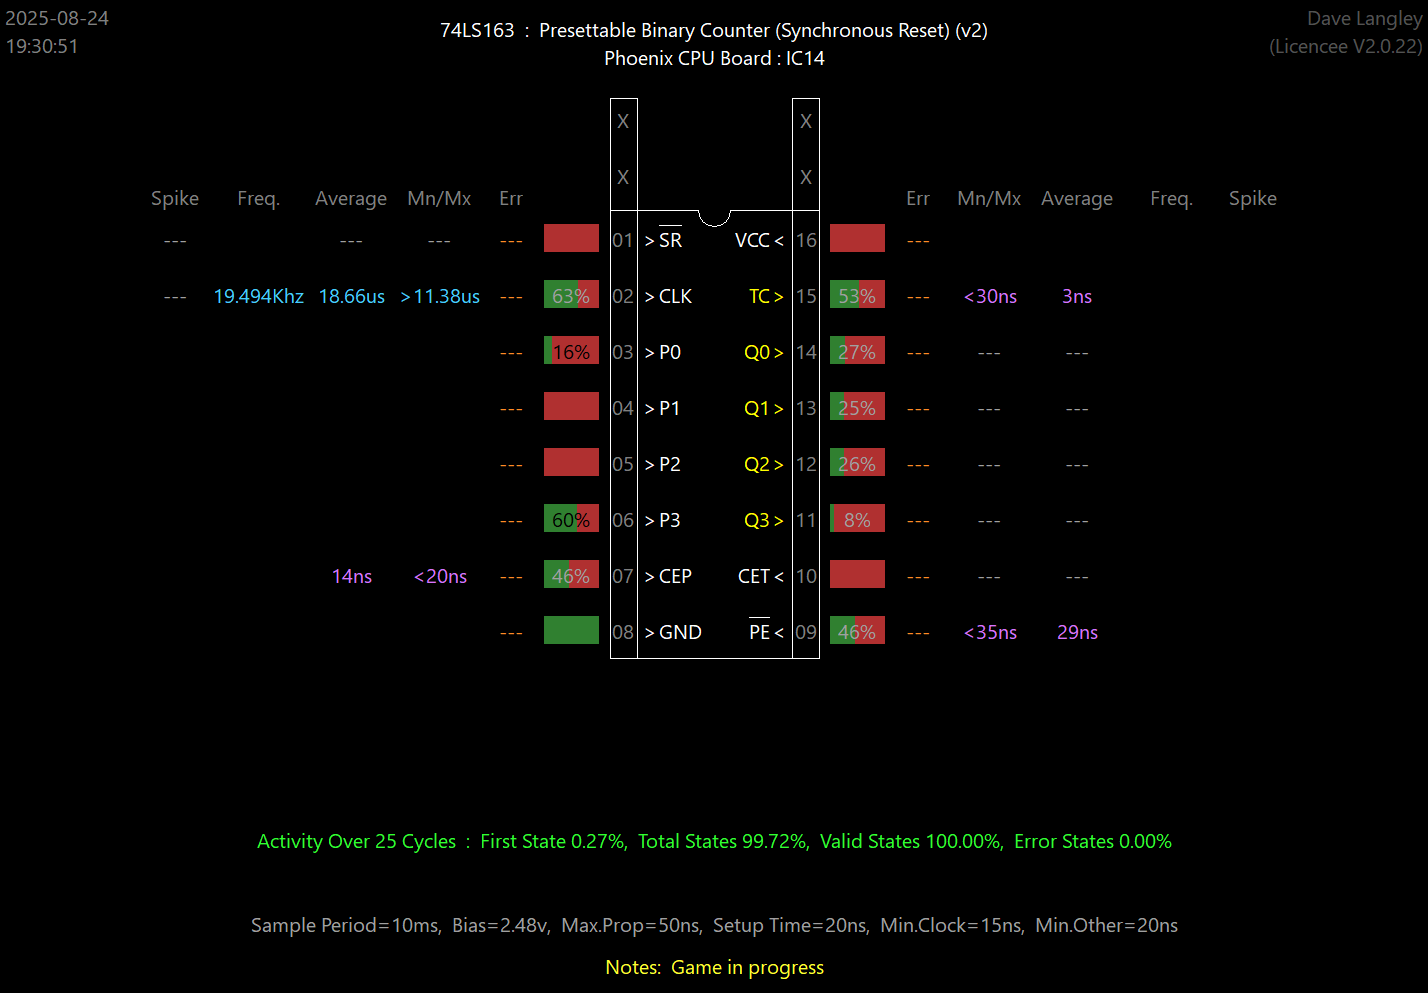 2025-08-24
19:30:51
74LS163 : Presettable Binary Counter (Synchronous Reset) (v2)
Phoenix CPU Board : IC14
Dave Langley
(Licencee V2.0.22)
X X
X X
Spike Freq. Average Mn/Mx Err Err Mn/Mx Average Freq. Spike
--- --- --- --- 01 >SR VCC< 16 ---
--- 19.494Khz 18.66us >11.38us --- 63% 02 >CLK TC> 15 53% --- <30ns 3ns
--- 16% 03 >P0 Q0> 14 27% --- --- ---
--- 04 >P1 Q1> 13 25% --- --- ---
--- 05 >P2 Q2> 12 26% --- --- ---
--- 60% 06 >P3 Q3> 11 8% --- --- ---
14ns <20ns --- 46% 07 >CEP CET< 10 --- --- ---
--- 08 >GND PE< 09 46% --- <35ns 29ns
Activity Over 25 Cycles : First State 0.27%, Total States 99.72%, Valid States 100.00%, Error States 0.00%
Sample Period=10ms, Bias=2.48v, Max.Prop=50ns, Setup Time=20ns, Min.Clock=15ns, Min.Other=20ns
Notes: Game in progress